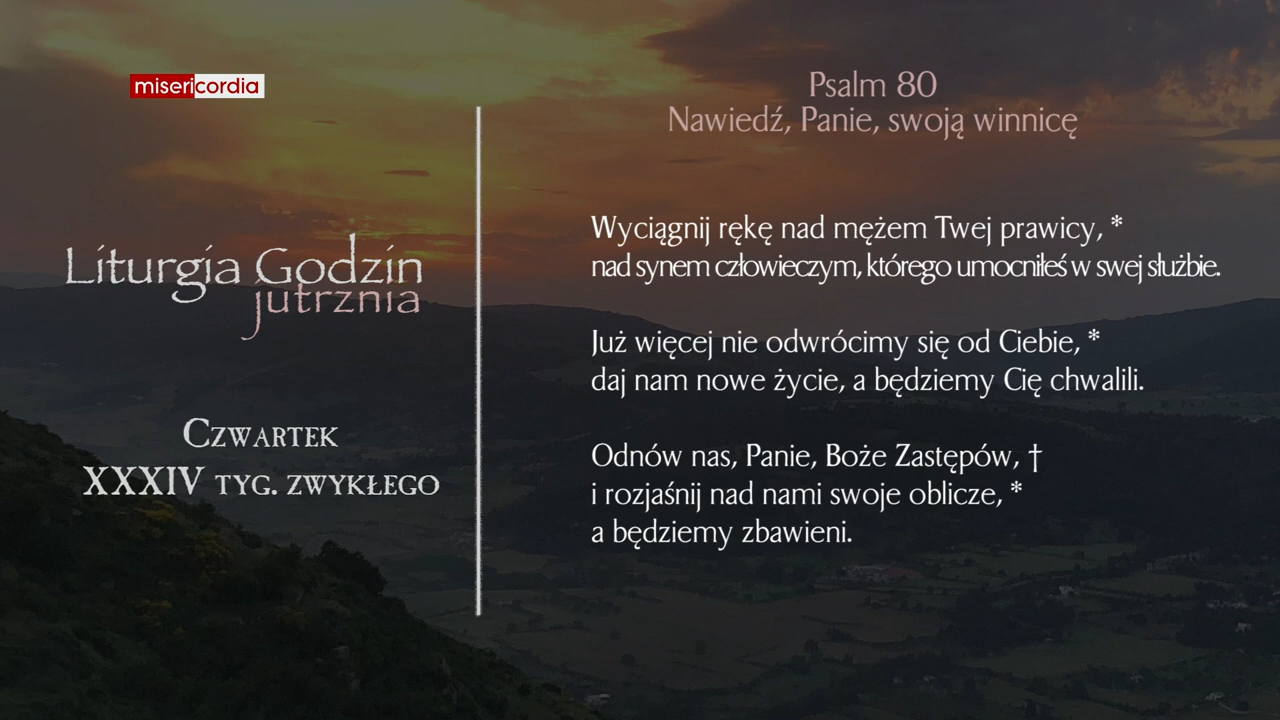 misericordia
Liturgia Godzin
jutrznia
Czwartek
XXXIV tyg. zwykłego
Psalm 80
Nawiedź, Panie, swoją winnicę
Wyciągnij rękę nad mężem Twej prawicy, *
nad synem człowieczym, którego umocniłeś w swej służbie.
Już więcej nie odwrócimy się od Ciebie, *
daj nam nowe życie, a będziemy Cię chwalili.
Odnów nas, Panie, Boże Zastępów, †
i rozjaśnij nad nami swoje oblicze, *
a będziemy zbawieni.